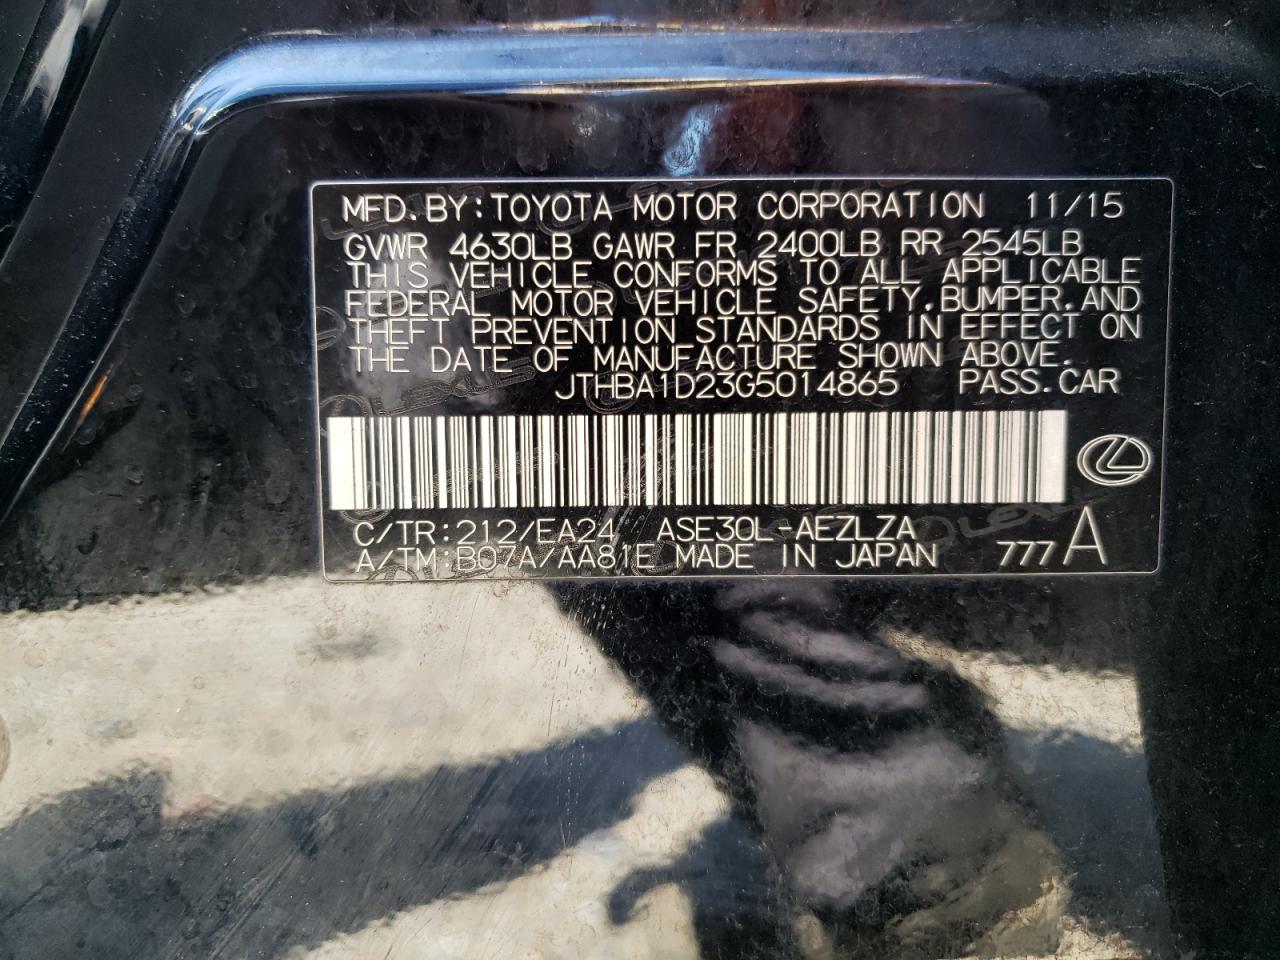 MFD. BY: TOYOTA MOTOR CORPORATION 11/15
GVWR 4630LB GAWR FR 2400LB RR 2545LB
THIS VEHICLE CONFORMS TO ALL APPLICABLE
FEDERAL MOTOR VEHICLE SAFETY, BUMPER, AND
THEFT PREVENTION STANDARDS IN EFFECT ON
THE DATE OF MANUFACTURE SHOWN ABOVE.
JTHBA1D23G5014865 PASS. CAR
C/TR: 212/EA24 ASE30L-AEZLZA
A/TM: B07A/AA81E MADE IN JAPAN 777 A